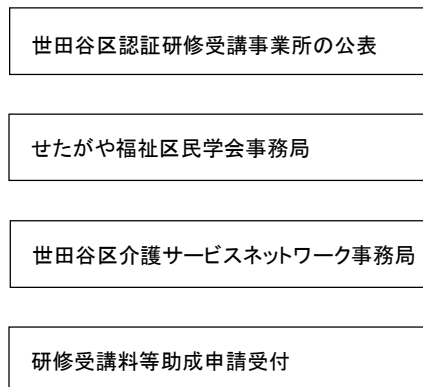 世田谷区認証研修受講事業所の公表
せたがや福祉区民学会事務局
世田谷区介護サービスネットワーク事務局
研修受講料等助成申請受付